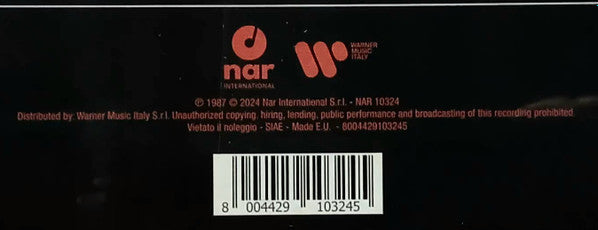 nar
INTERNATIONAL
WARNER
MUSIC
ITALY
℗ 1987 © 2024 Nar International S.r.l. - NAR 10324
Distributed by: Warner Music Italy S.r.l. Unauthorized copying, hiring, lending, public performance and broadcasting of this recording prohibited
Vietato il noleggio - SIAE - Made E.U. - 8004429103245
8 004429 103245